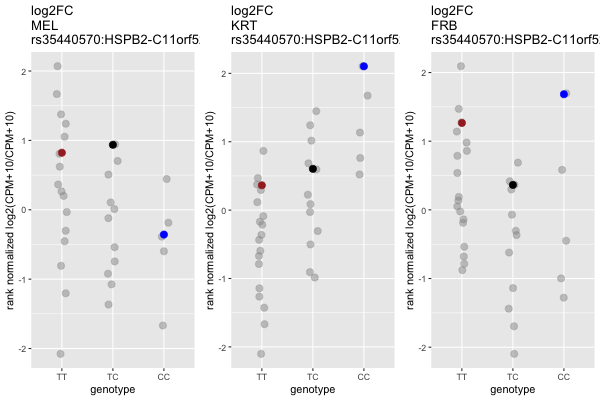 log2FC
MEL
rs35440570:HSPB2-C11orf5
rank normalized log2(CPM+10/CPM+10)
2
1
0
-1
-2
TT
TC
CC
genotype
log2FC
KRT
rs35440570:HSPB2-C11orf5
rank normalized log2(CPM+10/CPM+10)
2
1
0
-1
-2
TT
TC
CC
genotype
log2FC
FRB
rs35440570:HSPB2-C11orf5
rank normalized log2(CPM+10/CPM+10)
2
1
0
-1
-2
TT
TC
CC
genotype